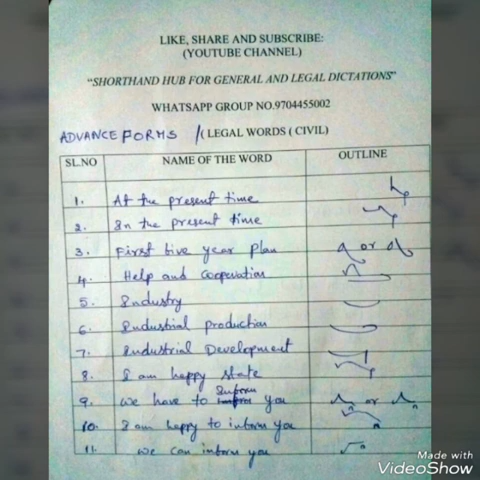 LIKE, SHARE AND SUBSCRIBE:
(YOUTUBE CHANNEL)
"SHORTHAND HUB FOR GENERAL AND LEGAL DICTATIONS"
WHATSAPP GROUP NO.9704455002
ADVANCE FORMS /(LEGAL WORDS ( CIVIL)
SL.NO NAME OF THE WORD OUTLINE
1. At the present time
2. In the present time
3. First five year plan or
4. Help and Cooperation
5. Industry
6. Industrial production
7. Industrial Development
8. I am happy state
9. We have to Inform you or
10. I am happy to inform you
11. We can inform you
Made with
VideoShow